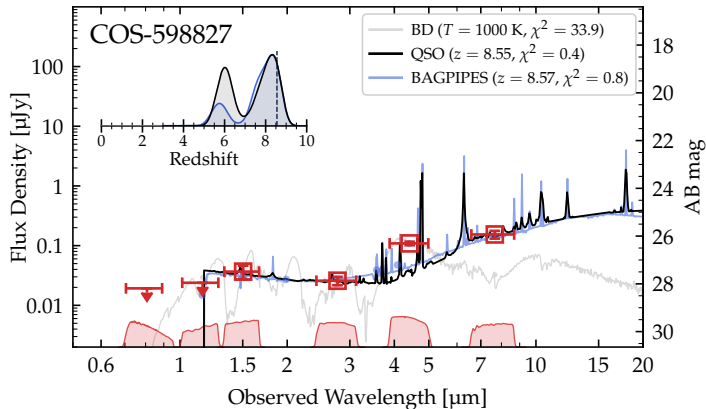 COS-598827
BD (T = 1000 K, χ² = 33.9)
QSO (z = 8.55, χ² = 0.4)
BAGPIPES (z = 8.57, χ² = 0.8)
0 2 4 6 8 10
Redshift
Flux Density [μJy]
100
10
1
0.1
0.01
AB mag
18
20
22
24
26
28
30
0.6 1 1.5 2 3 4 5 10 15 20
Observed Wavelength [μm]